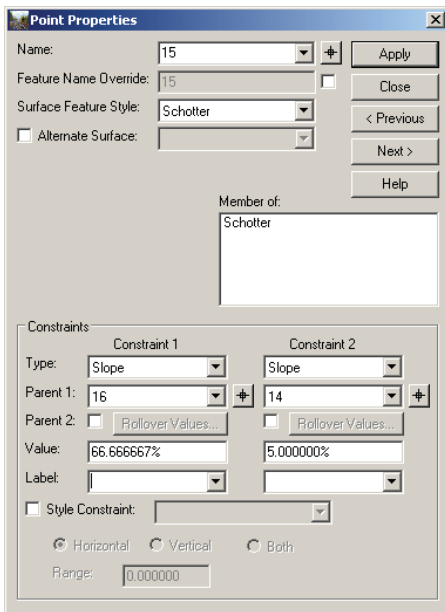 Point Properties
Name: 15 Apply
Feature Name Override: 15 Close
Surface Feature Style: Schotter < Previous
Alternate Surface: Next >
Help
Member of:
Schotter
Constraints
Constraint 1 Constraint 2
Type: Slope Slope
Parent 1: 16 14
Parent 2: Rollover Values... Rollover Values...
Value: 66.666667% 5.000000%
Label:
Style Constraint:
Horizontal Vertical Both
Range: 0.000000